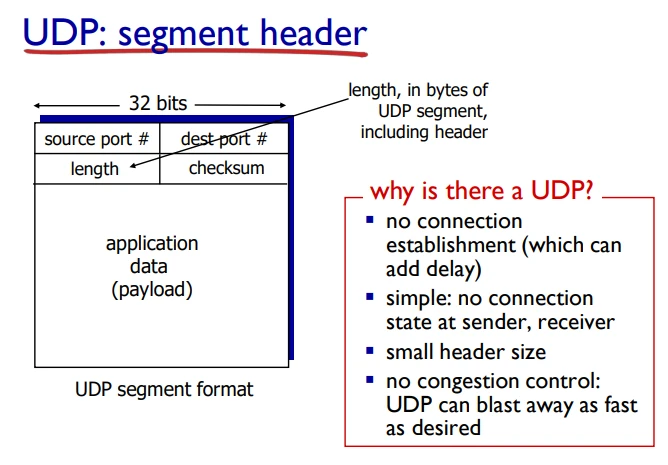 UDP: segment header
32 bits
source port #
dest port #
length
checksum
application
data
(payload)
UDP segment format
length, in bytes of
UDP segment,
including header
why is there a UDP?
no connection
establishment (which can
add delay)
simple: no connection
state at sender, receiver
small header size
no congestion control:
UDP can blast away as fast
as desired